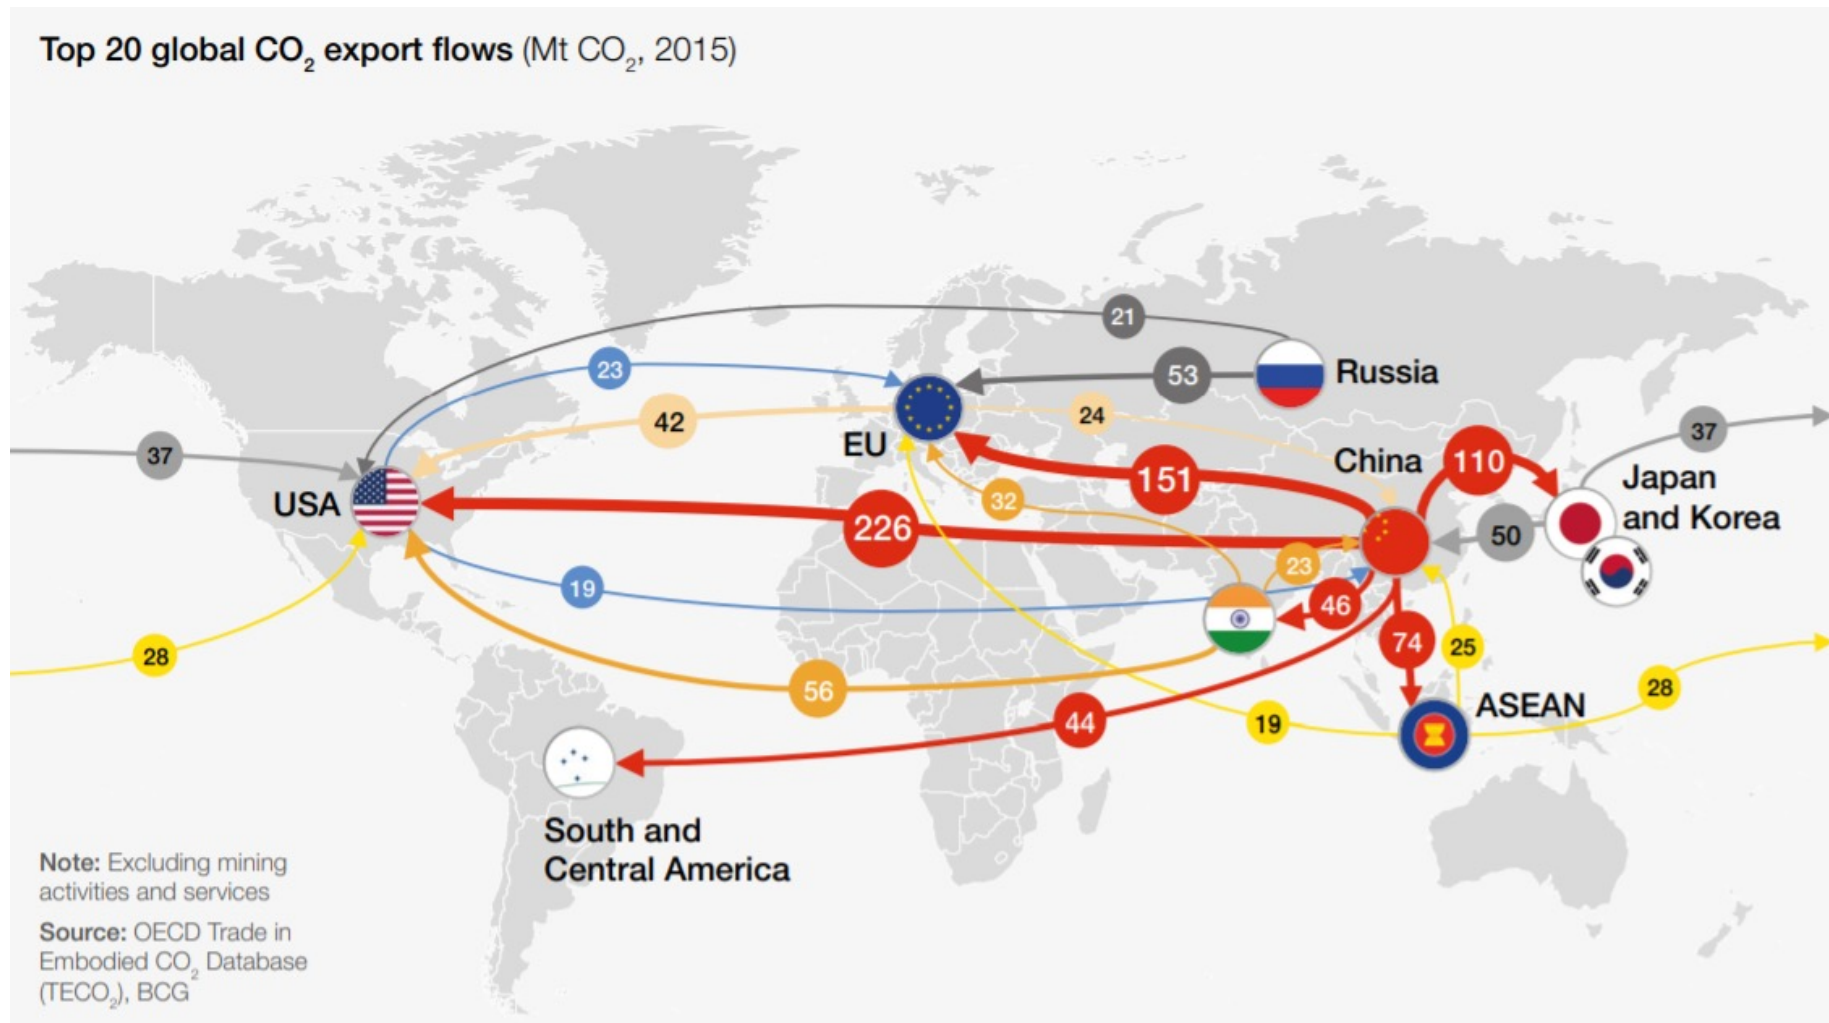 Top 20 global CO₂ export flows (Mt CO₂, 2015)
21
23
53
Russia
42
24
37
37
EU
China
110
USA
151
Japan
and Korea
32
226
50
23
19
46
74
25
28
28
56
44
19
ASEAN
South and
Central America
Note: Excluding mining
activities and services
Source: OECD Trade in
Embodied CO₂ Database
(TECO₂), BCG